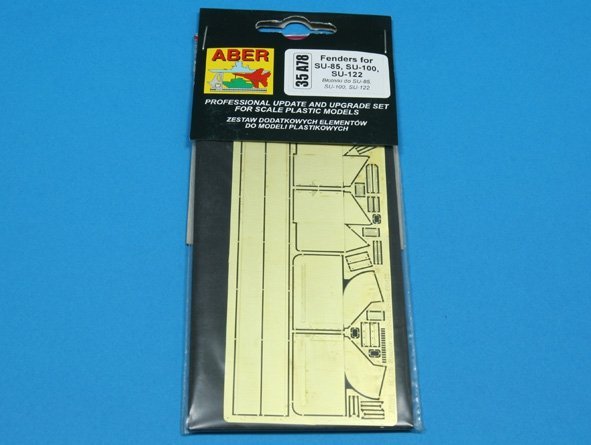 ABER
35 A78
Fenders for
SU-85, SU-100,
SU-122
Błotniki do SU-85,
SU-100, SU-122
PROFESSIONAL UPDATE AND UPGRADE SET
FOR SCALE PLASTIC MODELS
ZESTAW DODATKOWYCH ELEMENTÓW
DO MODELI PLASTIKOWYCH